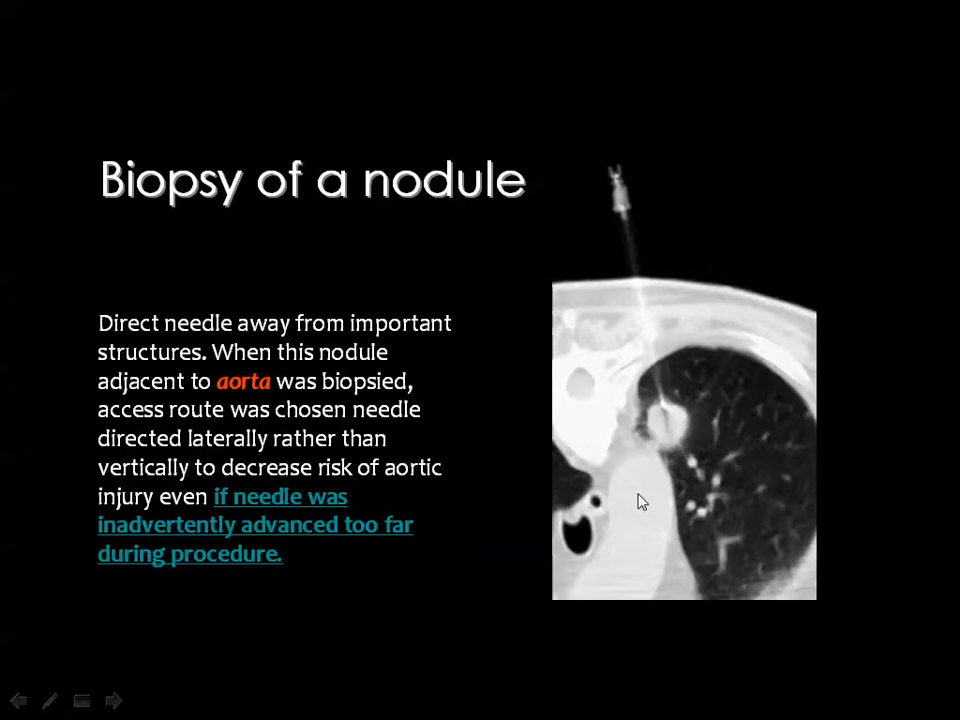 Biopsy of a nodule
Direct needle away from important
structures. When this nodule
adjacent to aorta was biopsied,
access route was chosen needle
directed laterally rather than
vertically to decrease risk of aortic
injury even if needle was
inadvertently advanced too far
during procedure.